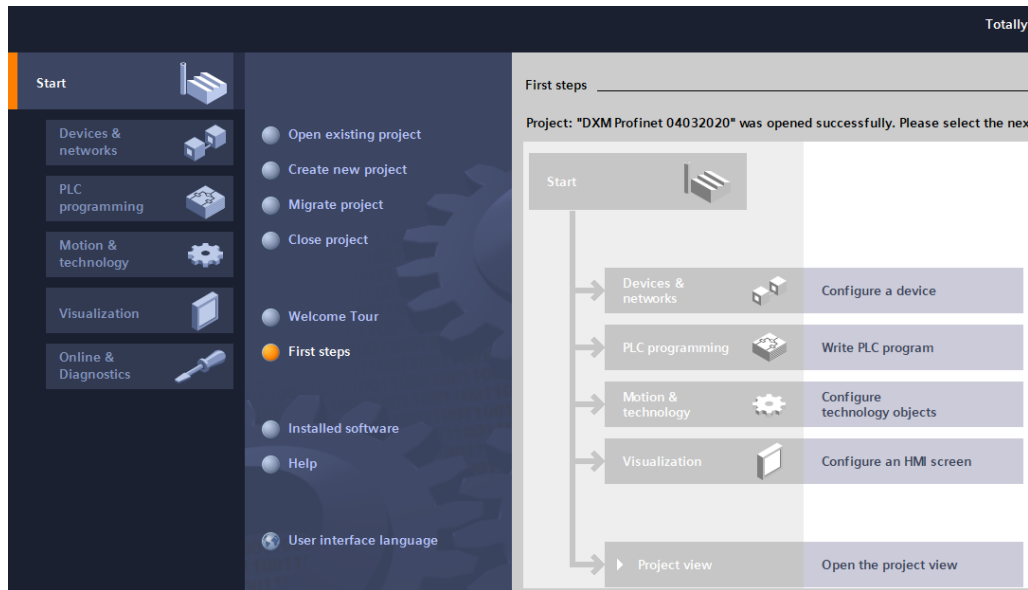 Totally
Start
Devices &
networks
PLC
programming
Motion &
technology
Visualization
Online &
Diagnostics
Open existing project
Create new project
Migrate project
Close project
Welcome Tour
First steps
Installed software
Help
User interface language
First steps
Project: "DXM Profinet 04032020" was opened successfully. Please select the nex
Start
Devices &
networks
Configure a device
PLC programming
Write PLC program
Motion &
technology
Configure
technology objects
Visualization
Configure an HMI screen
Project view
Open the project view